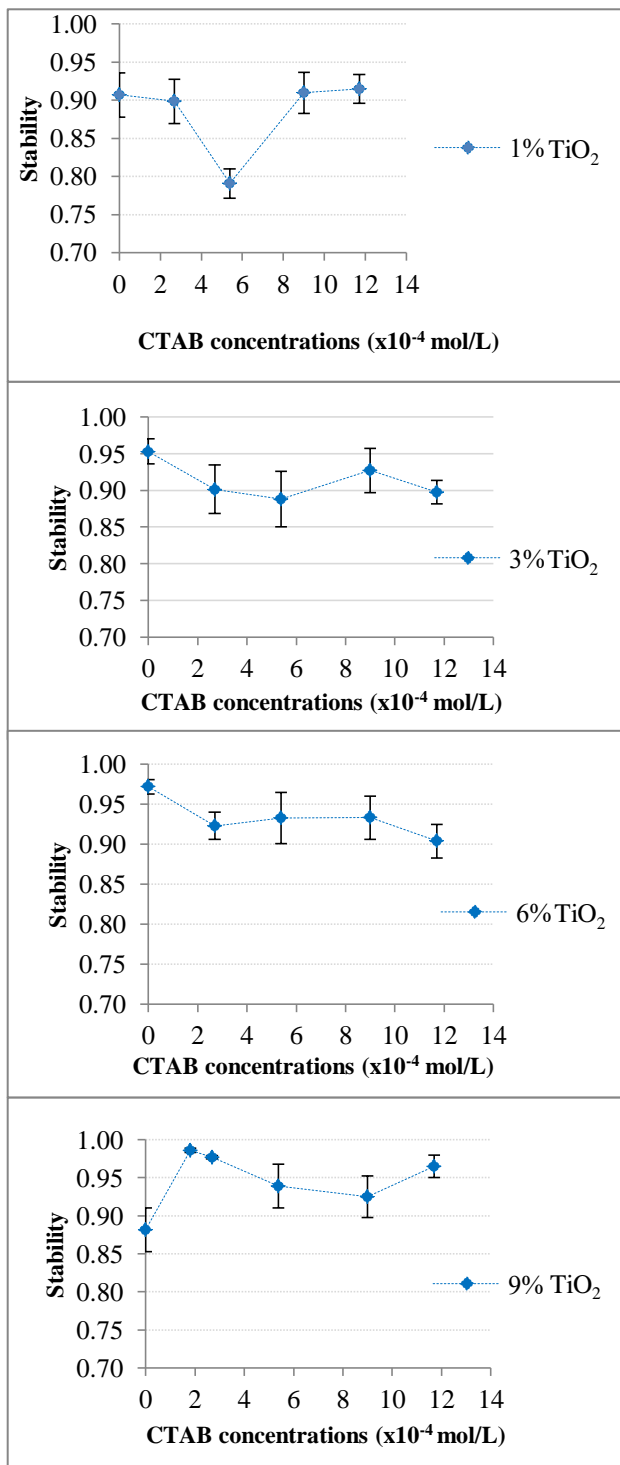 1.00
0.95
0.90
0.85
0.80
0.75
0.70
Stability
0 2 4 6 8 10 12 14
CTAB concentrations (x10⁻⁴ mol/L)
1% TiO₂
1.00
0.95
0.90
0.85
0.80
0.75
0.70
Stability
0 2 4 6 8 10 12 14
CTAB concentrations (x10⁻⁴ mol/L)
3% TiO₂
1.00
0.95
0.90
0.85
0.80
0.75
0.70
Stability
0 2 4 6 8 10 12 14
CTAB concentrations (x10⁻⁴ mol/L)
6% TiO₂
1.00
0.95
0.90
0.85
0.80
0.75
0.70
Stability
0 2 4 6 8 10 12 14
CTAB concentrations (x10⁻⁴ mol/L)
9% TiO₂